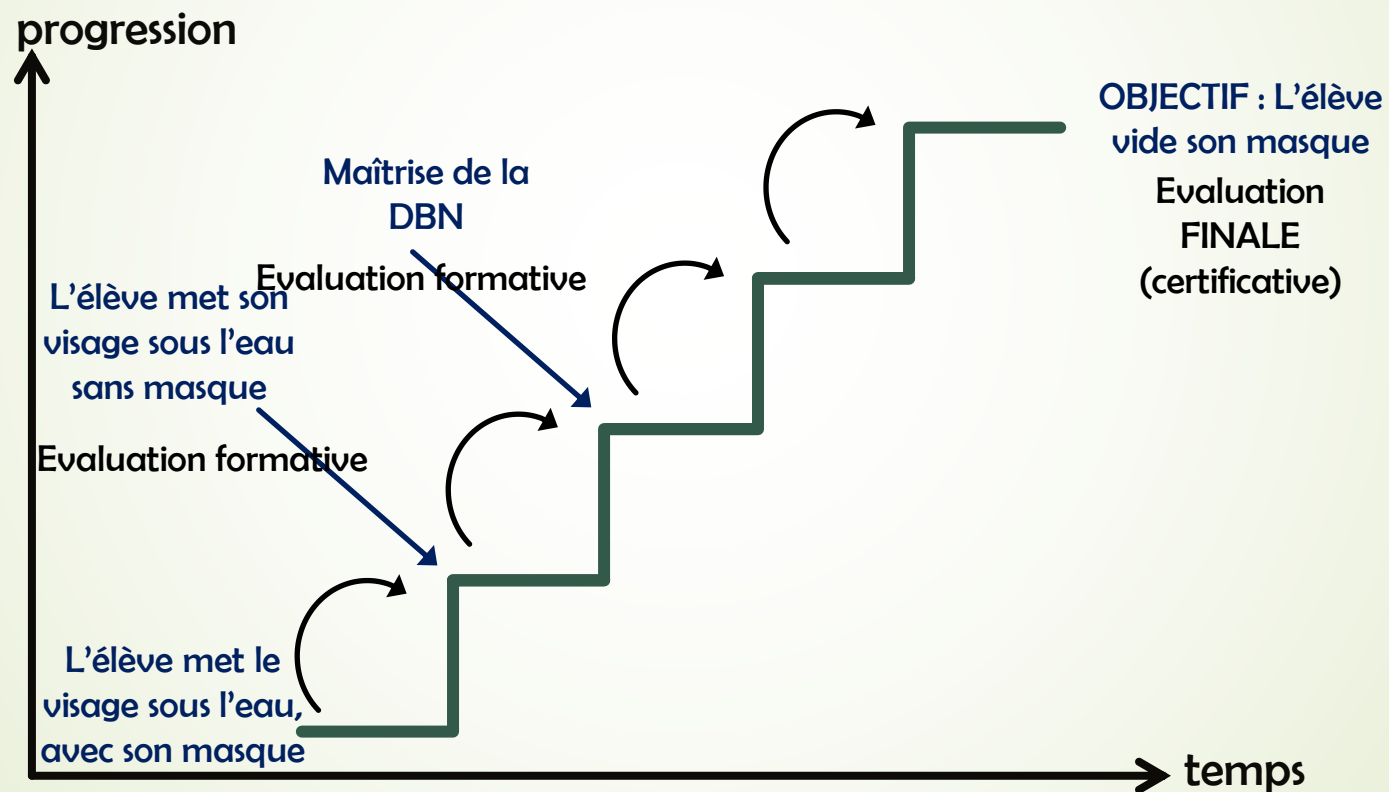 progression
OBJECTIF : L’élève
vide son masque
Evaluation
FINALE
(certificative)
Maîtrise de la
DBN
Evaluation formative
L’élève met son
visage sous l’eau
sans masque
Evaluation formative
L’élève met le
visage sous l’eau,
avec son masque
temps